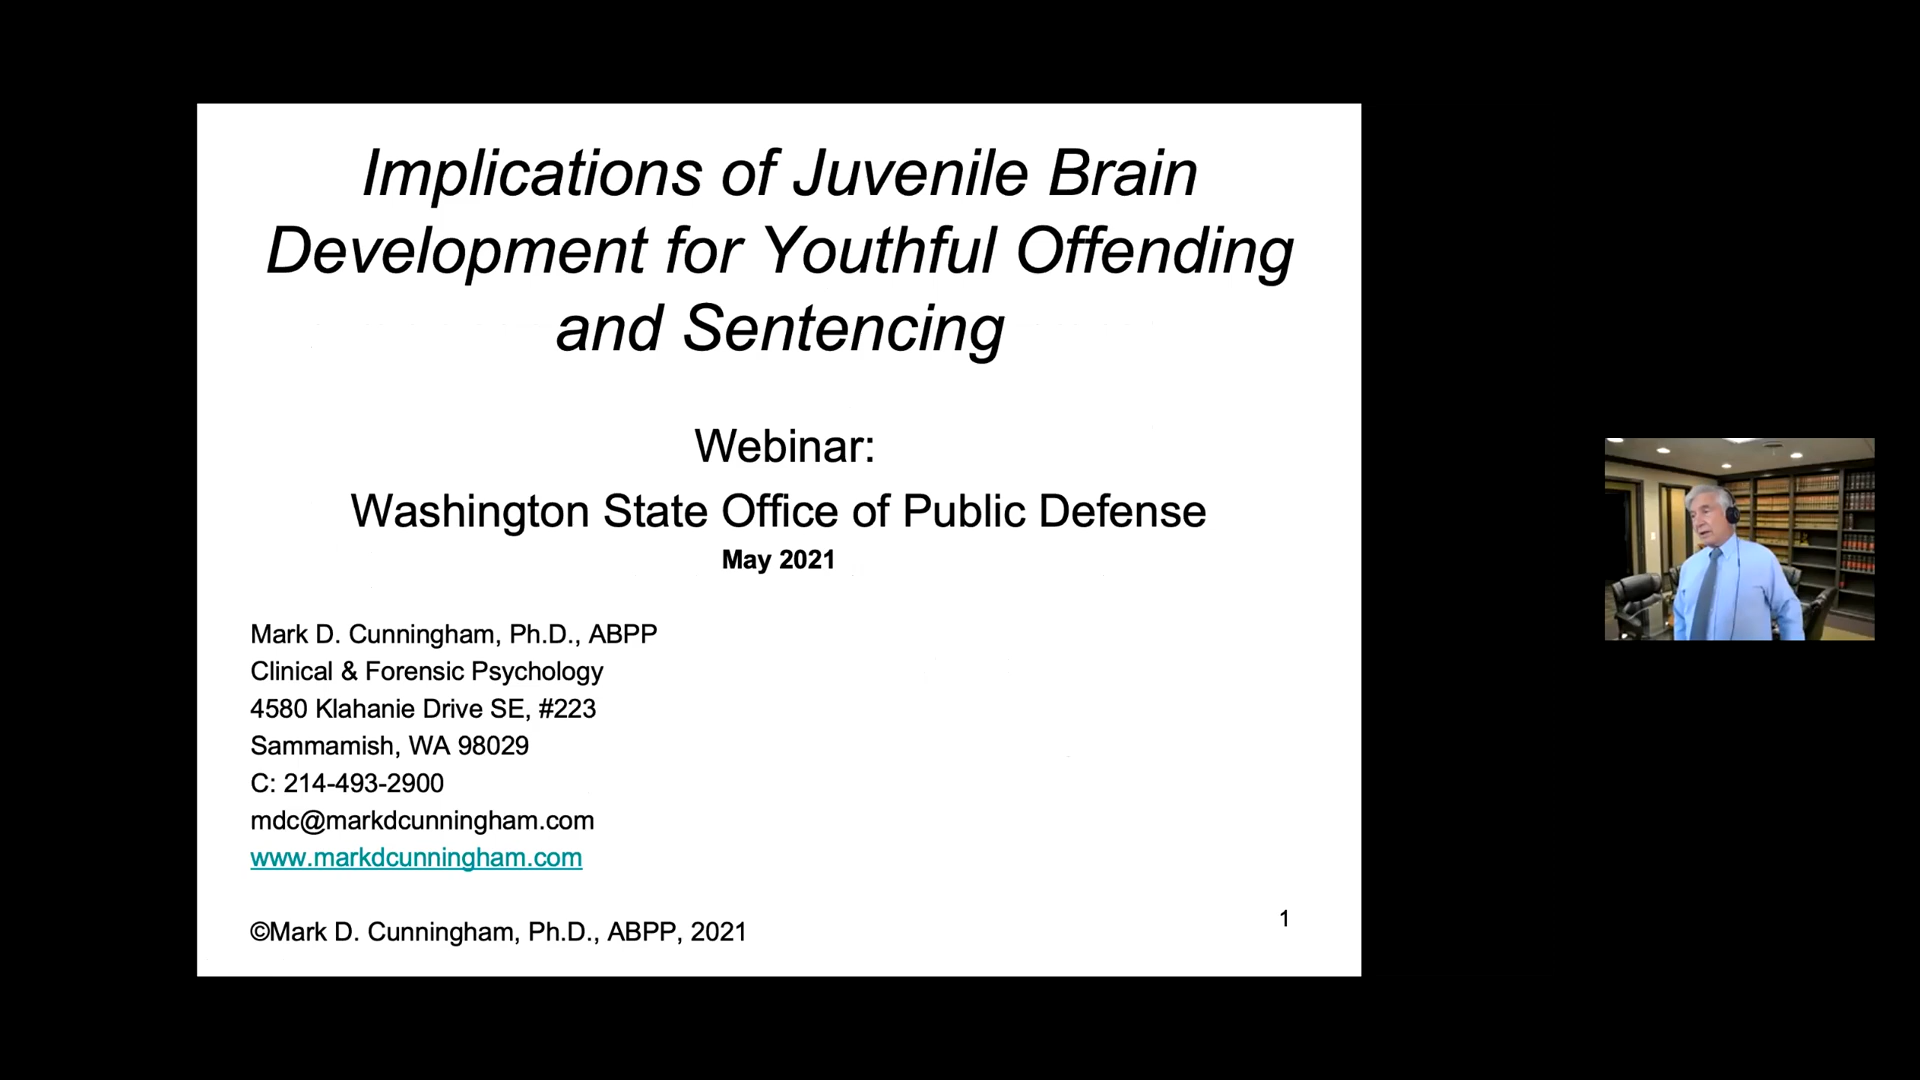 Implications of Juvenile Brain
Development for Youthful Offending
and Sentencing
Webinar:
Washington State Office of Public Defense
May 2021
Mark D. Cunningham, Ph.D., ABPP
Clinical & Forensic Psychology
4580 Klahanie Drive SE, #223
Sammamish, WA 98029
C: 214-493-2900
mdc@markdcunningham.com
www.markdcunningham.com
©Mark D. Cunningham, Ph.D., ABPP, 2021
1